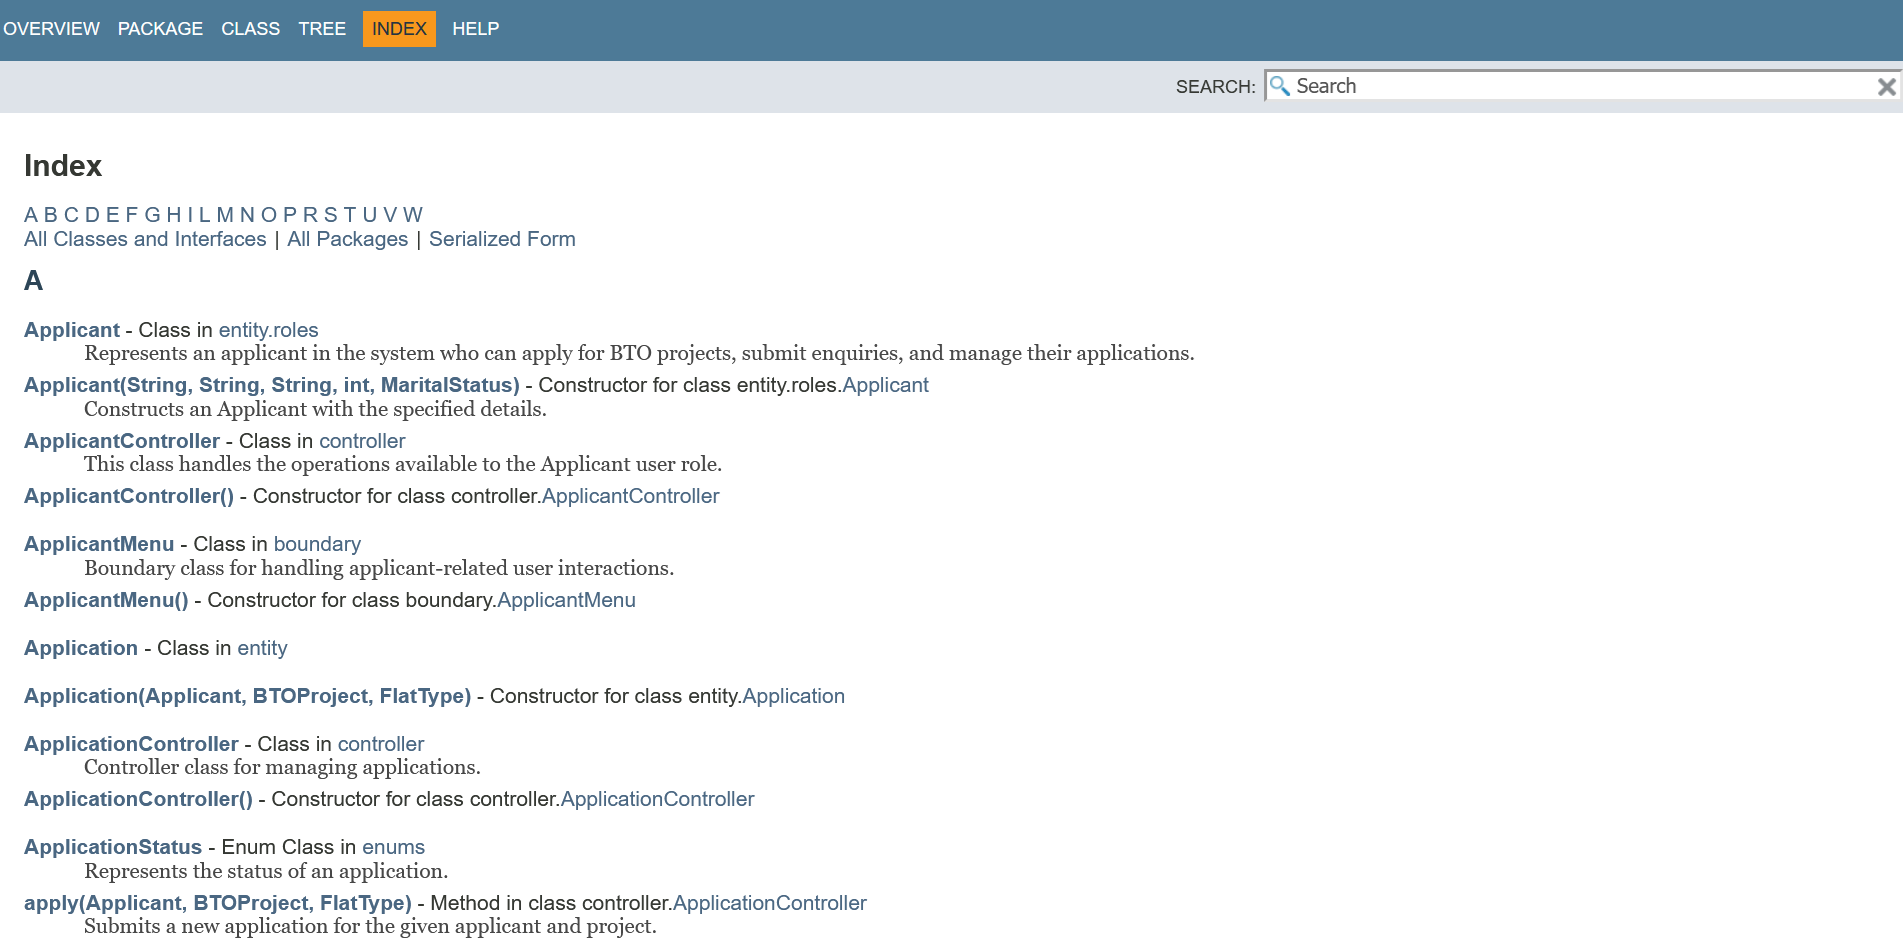 OVERVIEW PACKAGE CLASS TREE INDEX HELP
SEARCH: Search
Index
A B C D E F G H I L M N O P R S T U V W
All Classes and Interfaces | All Packages | Serialized Form
A
Applicant - Class in entity.roles
Represents an applicant in the system who can apply for BTO projects, submit enquiries, and manage their applications.
Applicant(String, String, String, int, MaritalStatus) - Constructor for class entity.roles.Applicant
Constructs an Applicant with the specified details.
ApplicantController - Class in controller
This class handles the operations available to the Applicant user role.
ApplicantController() - Constructor for class controller.ApplicantController
ApplicantMenu - Class in boundary
Boundary class for handling applicant-related user interactions.
ApplicantMenu() - Constructor for class boundary.ApplicantMenu
Application - Class in entity
Application(Applicant, BTOProject, FlatType) - Constructor for class entity.Application
ApplicationController - Class in controller
Controller class for managing applications.
ApplicationController() - Constructor for class controller.ApplicationController
ApplicationStatus - Enum Class in enums
Represents the status of an application.
apply(Applicant, BTOProject, FlatType) - Method in class controller.ApplicationController
Submits a new application for the given applicant and project.